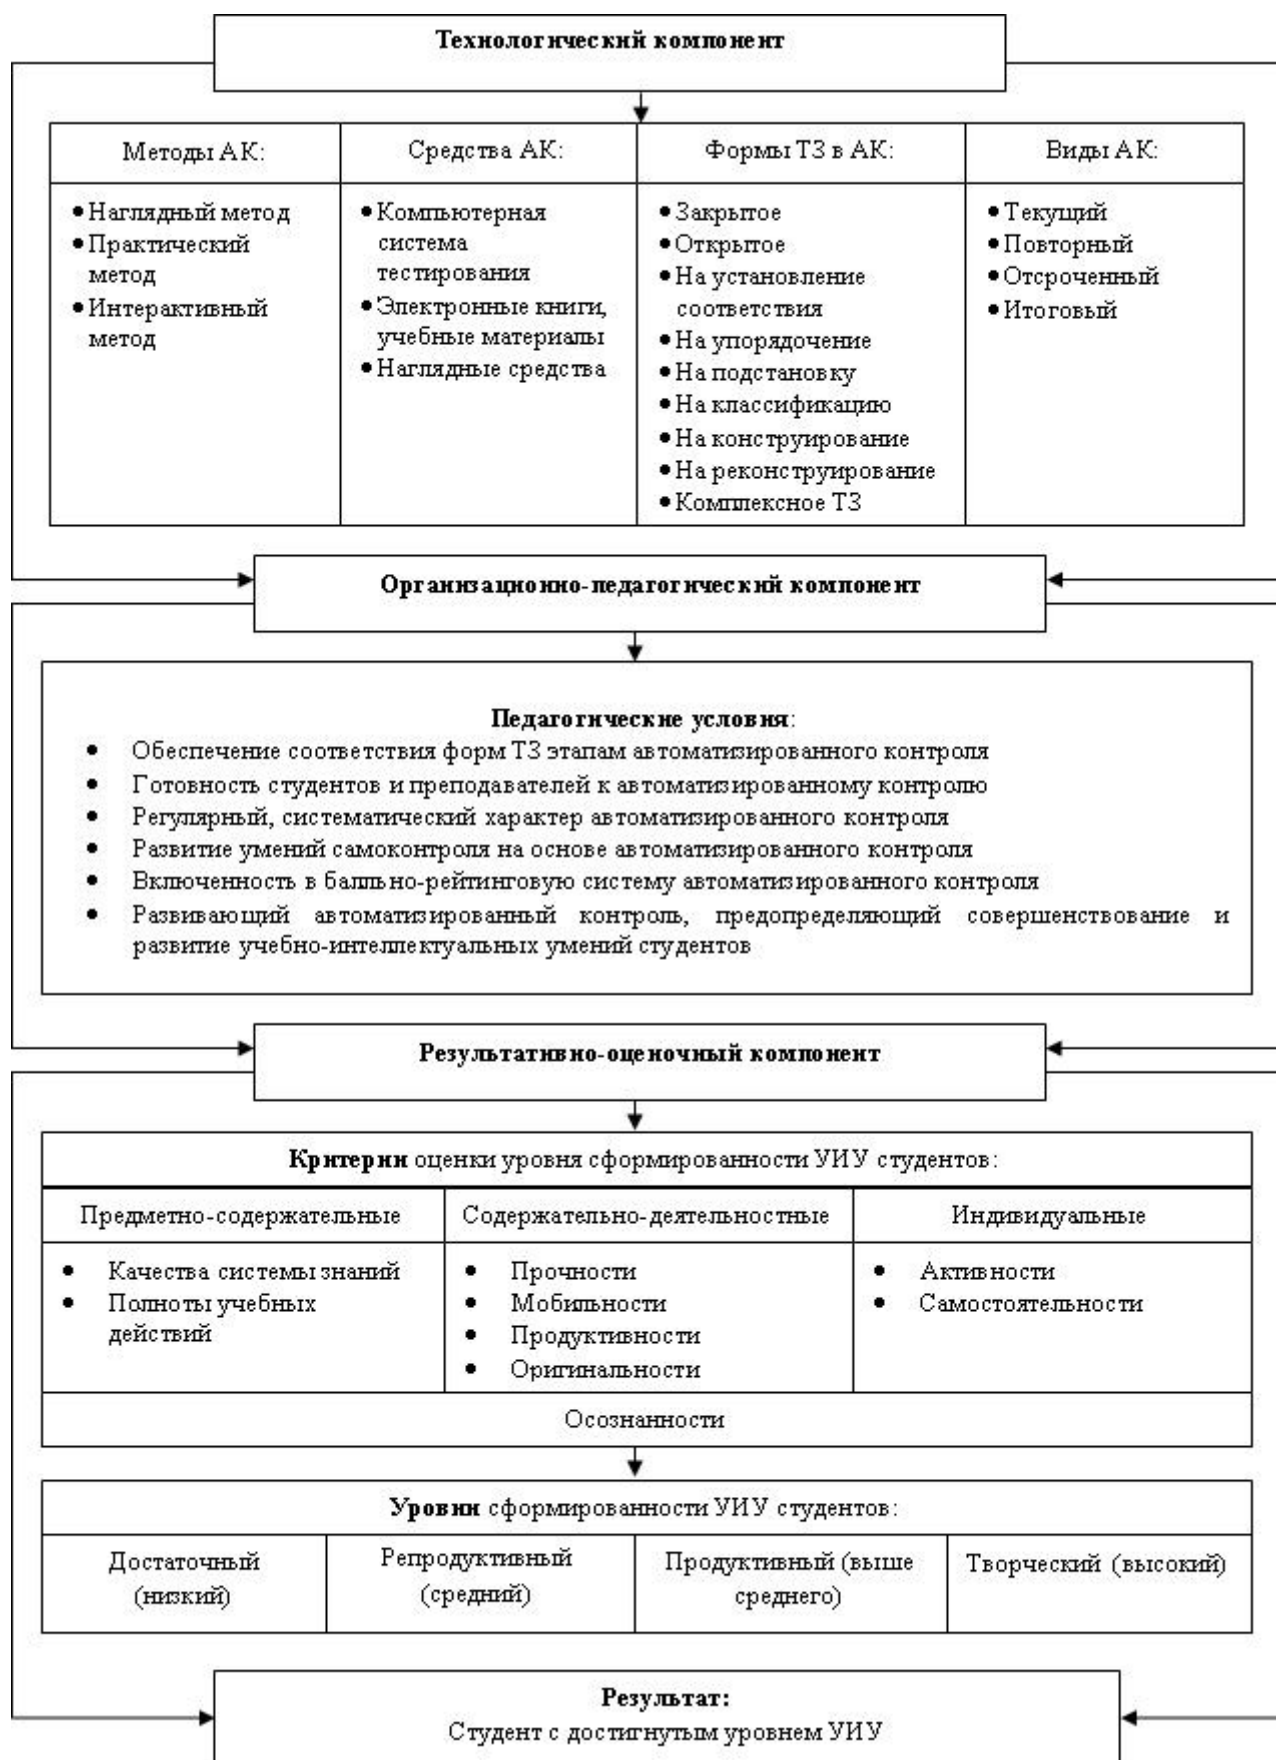 Технологический компонент
Методы АК:
• Наглядный метод
• Практический
метод
• Интерактивный
метод
Средства АК:
• Компьютерная
система
тестирования
• Электронные книги,
учебные материалы
• Наглядные средства
Формы ТЗ в АК:
• Закрытое
• Открытое
• На установление
соответствия
• На упорядочение
• На подстановку
• На классификацию
• На конструирование
• На реконструирование
• Комплексное ТЗ
Виды АК:
• Текущий
• Повторный
• Отсроченный
• Итоговый
Организационно-педагогический компонент
Педагогические условия:
• Обеспечение соответствия форм ТЗ этапам автоматизированного контроля
• Готовность студентов и преподавателей к автоматизированному контролю
• Регулярный, систематический характер автоматизированного контроля
• Развитие умений самоконтроля на основе автоматизированного контроля
• Включенность в балльно-рейтинговую систему автоматизированного контроля
• Развивающий автоматизированный контроль, предопределяющий совершенствование и
развитие учебно-интеллектуальных умений студентов
Результативно-оценочный компонент
Критерии оценки уровня сформированности УИУ студентов:
Предметно-содержательные
• Качества системы знаний
• Полноты учебных
действий
Содержательно-деятельностные
• Прочности
• Мобильности
• Продуктивности
• Оригинальности
Индивидуальные
• Активности
• Самостоятельности
Осознанности
Уровни сформированности УИУ студентов:
Достаточный
(низкий)
Репродуктивный
(средний)
Продуктивный (выше
среднего)
Творческий (высокий)
Результат:
Студент с достигнутым уровнем УИУ